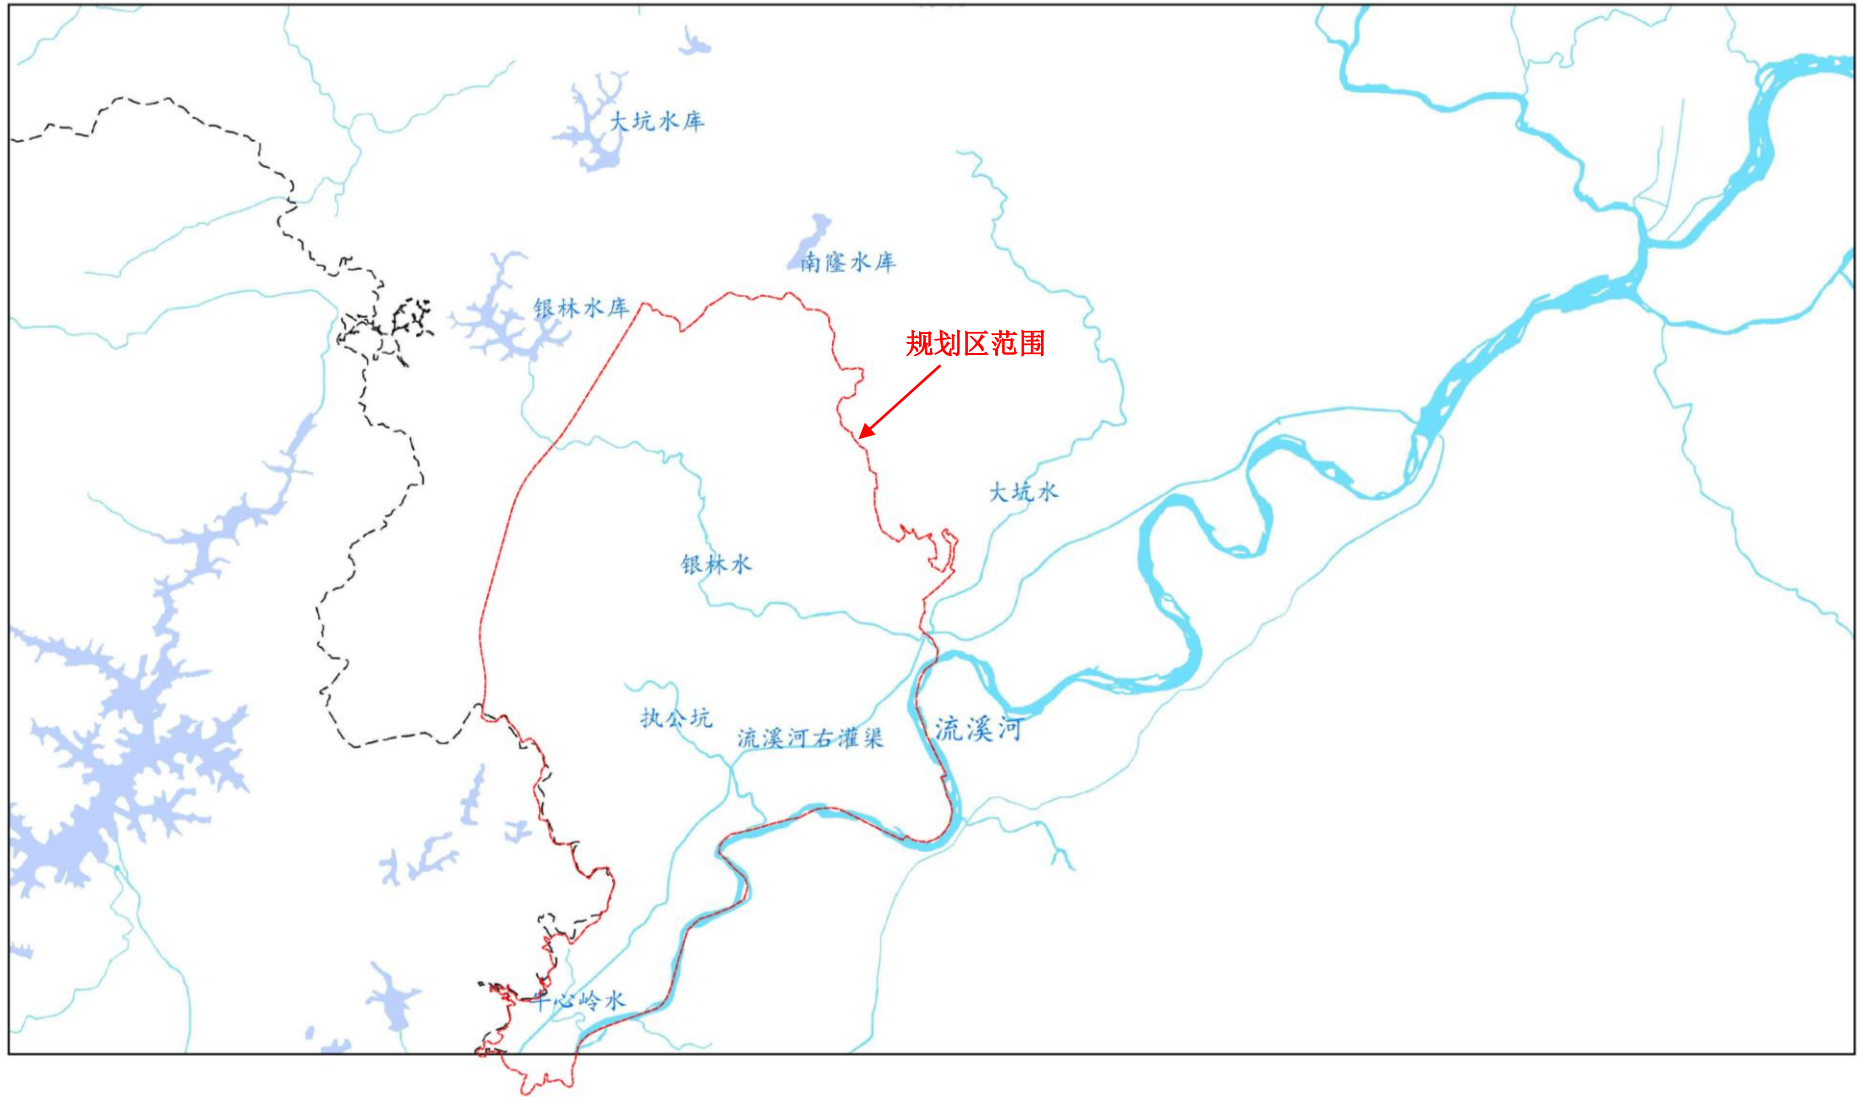 大坑水库
南窿水库
银林水库
规划区范围
大坑水
银林水
执公坑
流溪河
流溪河右灌渠
牛心岭水